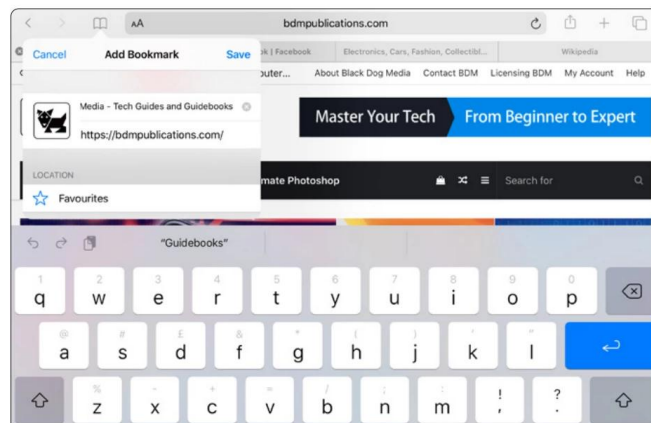 AA bdmpublications.com
ok | Facebook Electronics, Cars, Fashion, Collectibl... Wikipedia
Cancel Add Bookmark Save
outer... About Black Dog Media Contact BDM Licensing BDM My Account Help
Media - Tech Guides and Guidebooks
https://bdmpublications.com/
Master Your Tech From Beginner to Expert
LOCATION
Favourites
mate Photoshop Search for
“Guidebooks”
1 2 3 4 5 6 7 8 9 0
q w e r t y u i o p
@ # £ & * ( ) ' "
a s d f g h j k l
% - + = / ; : ! ?
z x c v b n m , .